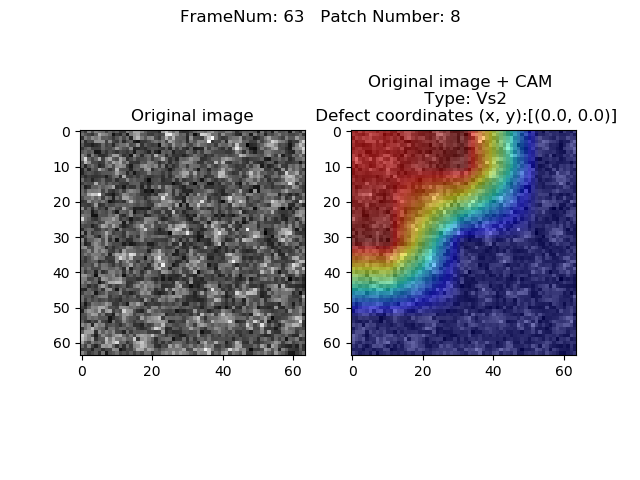 FrameNum: 63   Patch Number: 8
Original image
0
10
20
30
40
50
60
0 20 40 60
Original image + CAM
Type: Vs2
Defect coordinates (x, y):[(0.0, 0.0)]
0
10
20
30
40
50
60
0 20 40 60